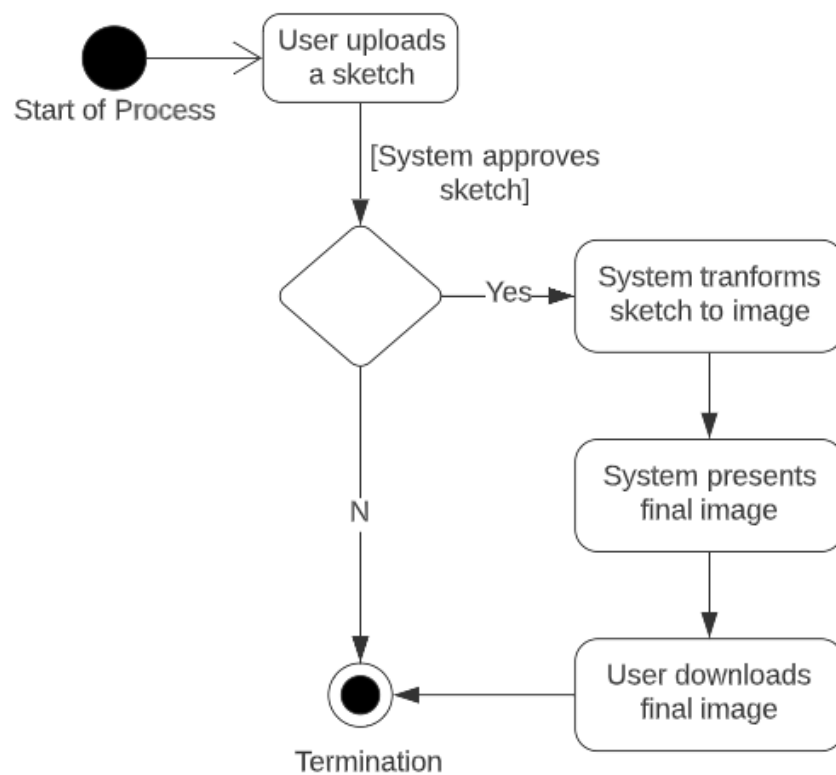 User uploads
a sketch
Start of Process
[System approves
sketch]
Yes
System tranforms
sketch to image
System presents
final image
N
User downloads
final image
Termination